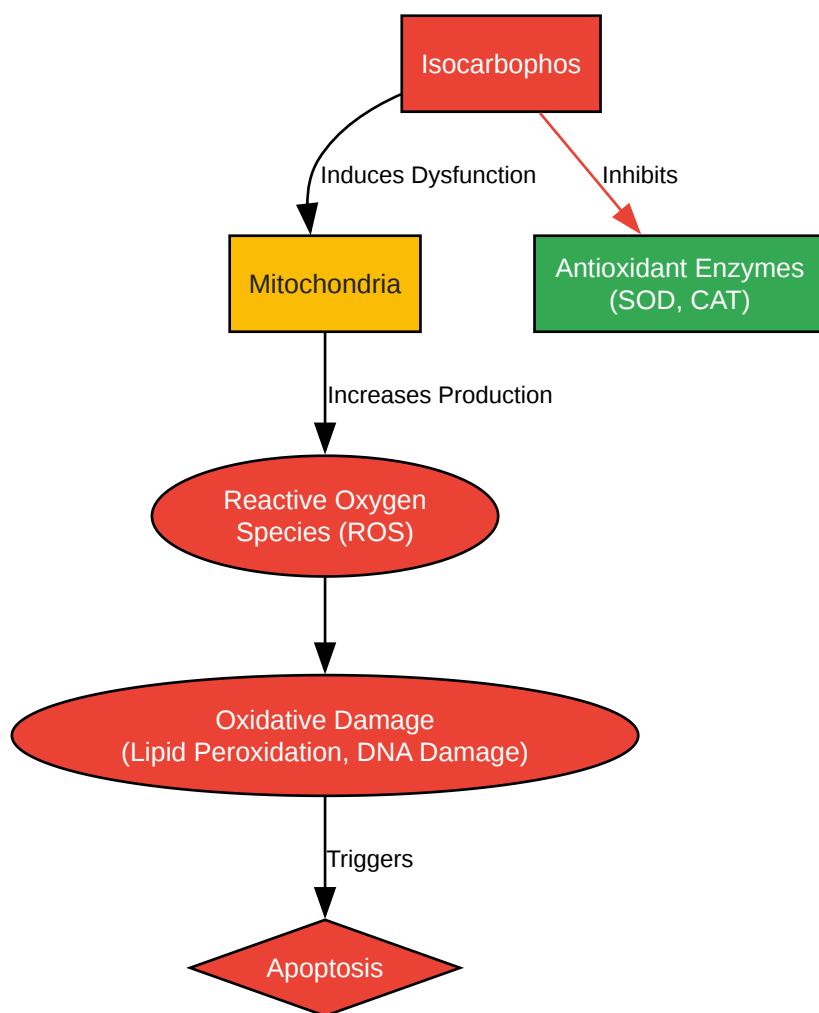 Isocarbophos
Induces Dysfunction
Inhibits
Mitochondria
Antioxidant Enzymes
(SOD, CAT)
Increases Production
Reactive Oxygen
Species (ROS)
Oxidative Damage
(Lipid Peroxidation, DNA Damage)
Triggers
Apoptosis